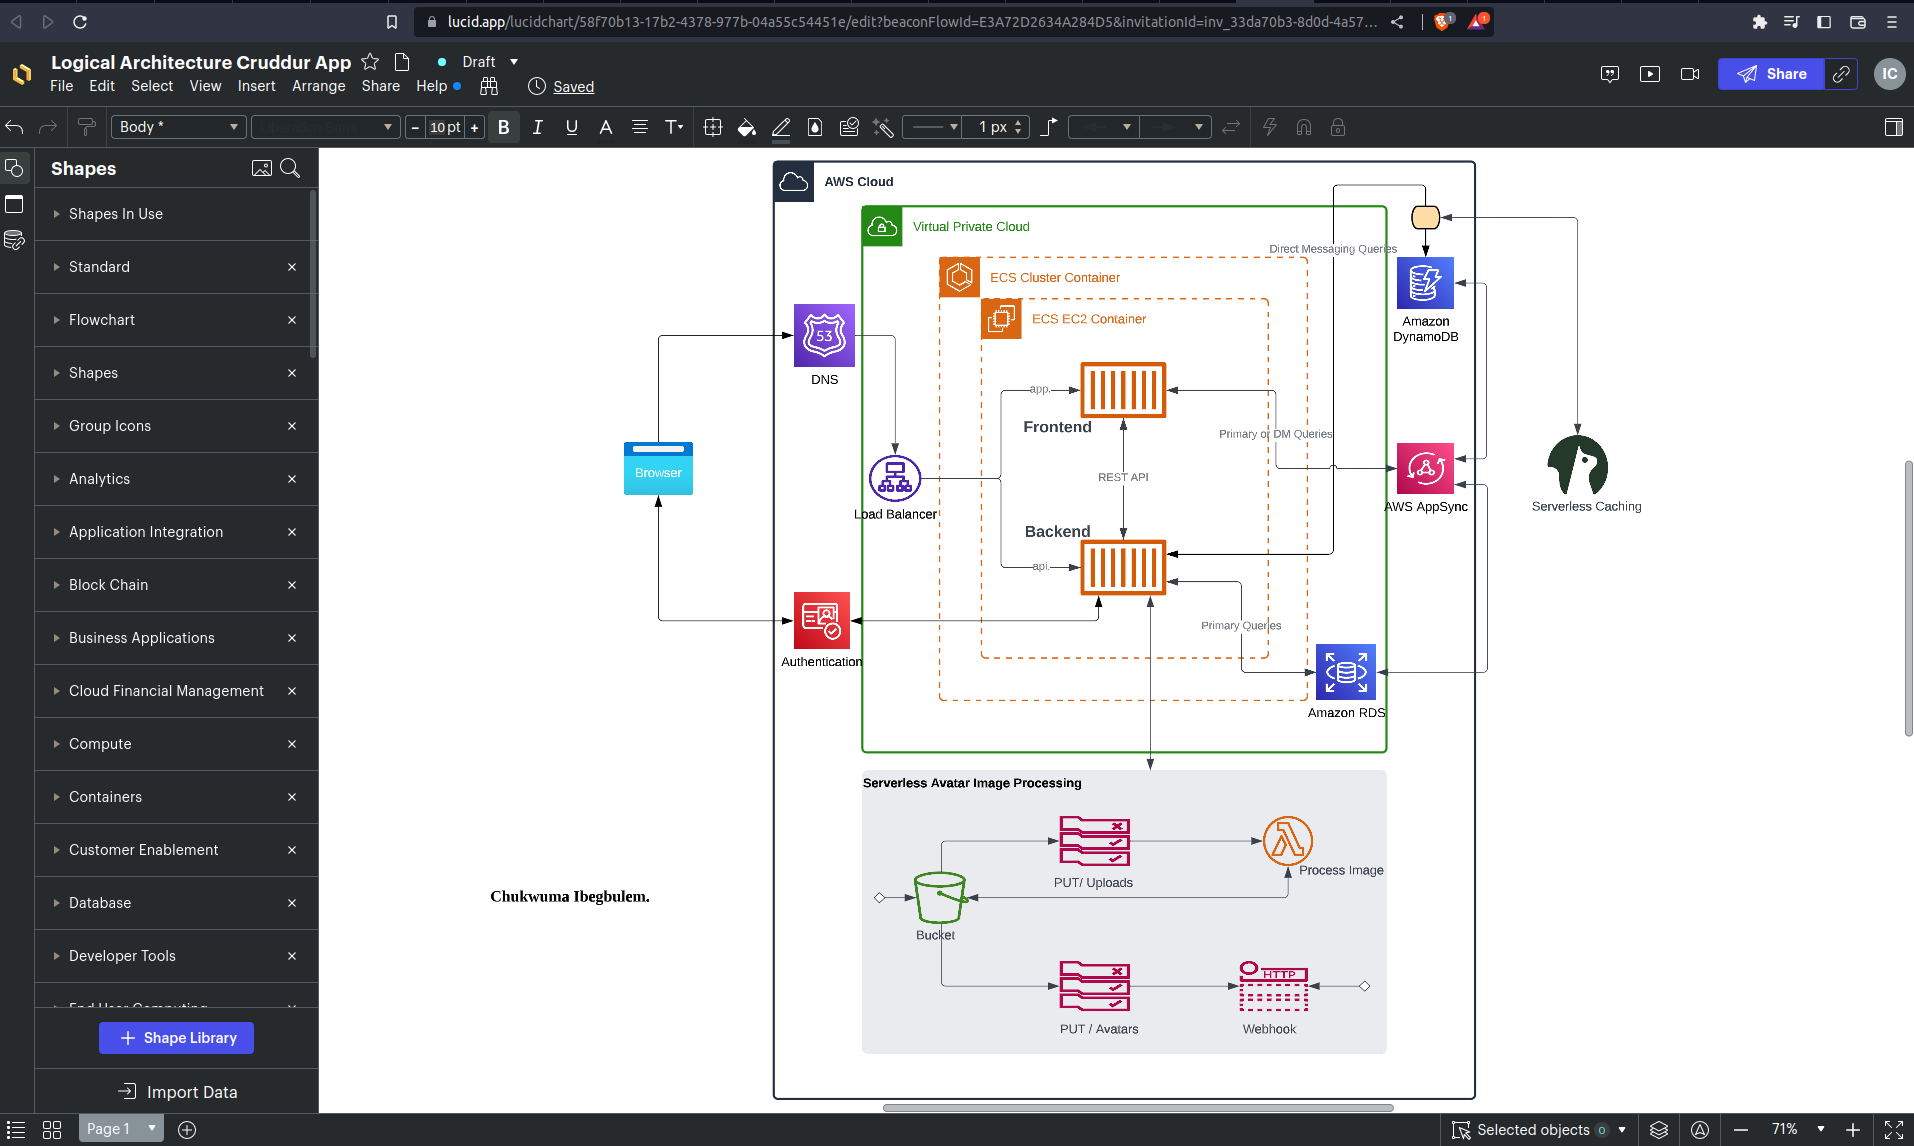 lucid.app/lucidchart/58f70b13-17b2-4378-977b-04a55c54451e/edit?beaconFlowId=E3A72D2634A284D5&invitationId=inv_33da70b3-8d0d-4a57...
1
1
Logical Architecture Cruddur App
Draft
File Edit Select View Insert Arrange Share Help
Saved
Share
IC
Body *
- 10 pt +
B I U A T
1 px
Shapes
Shapes In Use
Standard
Flowchart
Shapes
Group Icons
Analytics
Application Integration
Block Chain
Business Applications
Cloud Financial Management
Compute
Containers
Customer Enablement
Database
Developer Tools
+ Shape Library
Import Data
Page 1
AWS Cloud
Virtual Private Cloud
Direct Messaging Queries
ECS Cluster Container
ECS EC2 Container
53
DNS
Amazon
DynamoDB
app.
Frontend
Primary or DM Queries
Browser
REST API
Load Balancer
AWS AppSync
Serverless Caching
Backend
api.
Primary Queries
Authentication
Amazon RDS
Serverless Avatar Image Processing
PUT/ Uploads
Process Image
Bucket
HTTP
PUT / Avatars
Webhook
Chukwuma Ibegbulem.
Selected objects 0
71%